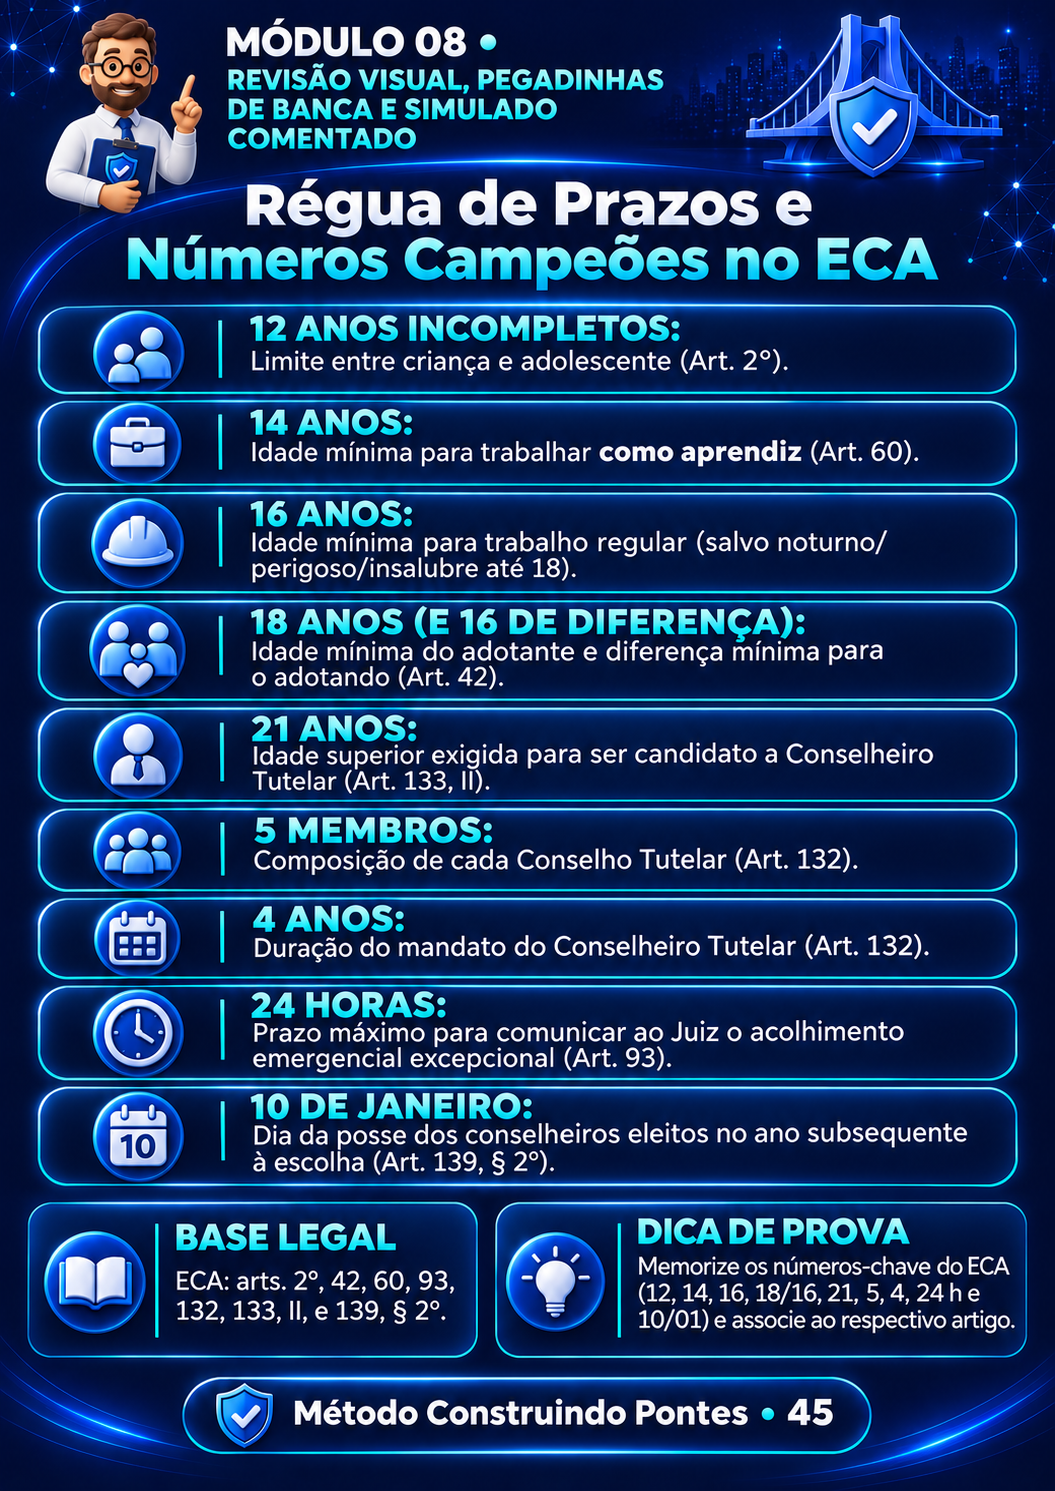 MÓDULO 08 •
REVISÃO VISUAL, PEGADINHAS
DE BANCA E SIMULADO
COMENTADO
Régua de Prazos e
Números Campeões no ECA
12 ANOS INCOMPLETOS:
Limite entre criança e adolescente (Art. 2º).
14 ANOS:
Idade mínima para trabalhar como aprendiz (Art. 60).
16 ANOS:
Idade mínima para trabalho regular (salvo noturno/
perigoso/insalubre até 18).
18 ANOS (E 16 DE DIFERENÇA):
Idade mínima do adotante e diferença mínima para
o adotando (Art. 42).
21 ANOS:
Idade superior exigida para ser candidato a Conselheiro
Tutelar (Art. 133, II).
5 MEMBROS:
Composição de cada Conselho Tutelar (Art. 132).
4 ANOS:
Duração do mandato do Conselheiro Tutelar (Art. 132).
24 HORAS:
Prazo máximo para comunicar ao Juiz o acolhimento
emergencial excepcional (Art. 93).
10
10 DE JANEIRO:
Dia da posse dos conselheiros eleitos no ano subsequente
à escolha (Art. 139, § 2º).
BASE LEGAL
ECA: arts. 2º, 42, 60, 93,
132, 133, II, e 139, § 2º.
DICA DE PROVA
Memorize os números-chave do ECA
(12, 14, 16, 18/16, 21, 5, 4, 24 h e
10/01) e associe ao respectivo artigo.
Método Construindo Pontes • 45